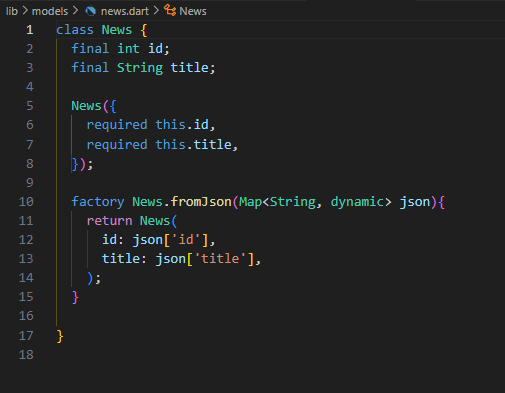 lib > models > news.dart > News
1 class News {
2   final int id;
3   final String title;
4
5   News({
6     required this.id,
7     required this.title,
8   });
9
10   factory News.fromJson(Map<String, dynamic> json){
11     return News(
12       id: json['id'],
13       title: json['title'],
14     );
15   }
16
17 }
18